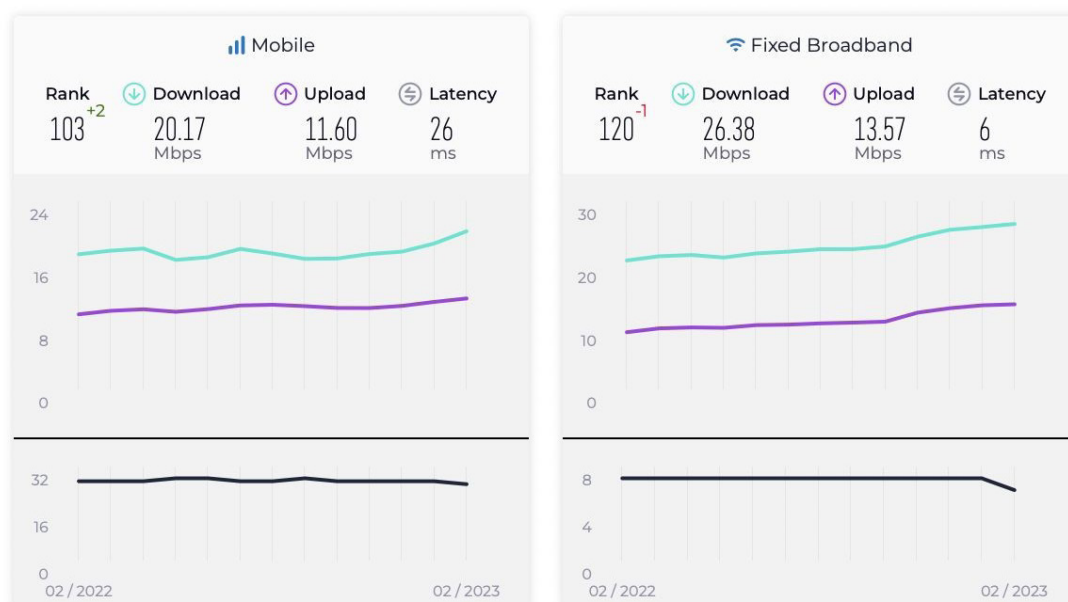 Mobile
Rank Download Upload Latency
103 +2 20.17 11.60 26
Mbps Mbps ms
24
16
8
0
32
16
0
02 / 2022 02 / 2023
Fixed Broadband
Rank Download Upload Latency
120 -1 26.38 13.57 6
Mbps Mbps ms
30
20
10
0
8
4
0
02 / 2022 02 / 2023